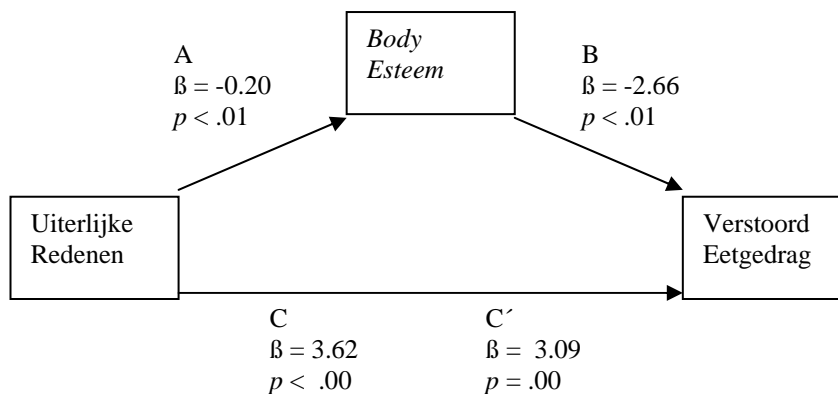 A
ß = -0.20
p < .01
Body
Esteem
B
ß = -2.66
p < .01
Uiterlijke
Redenen
Verstoord
Eetgedrag
C
ß = 3.62
p < .00
C´
ß = 3.09
p = .00